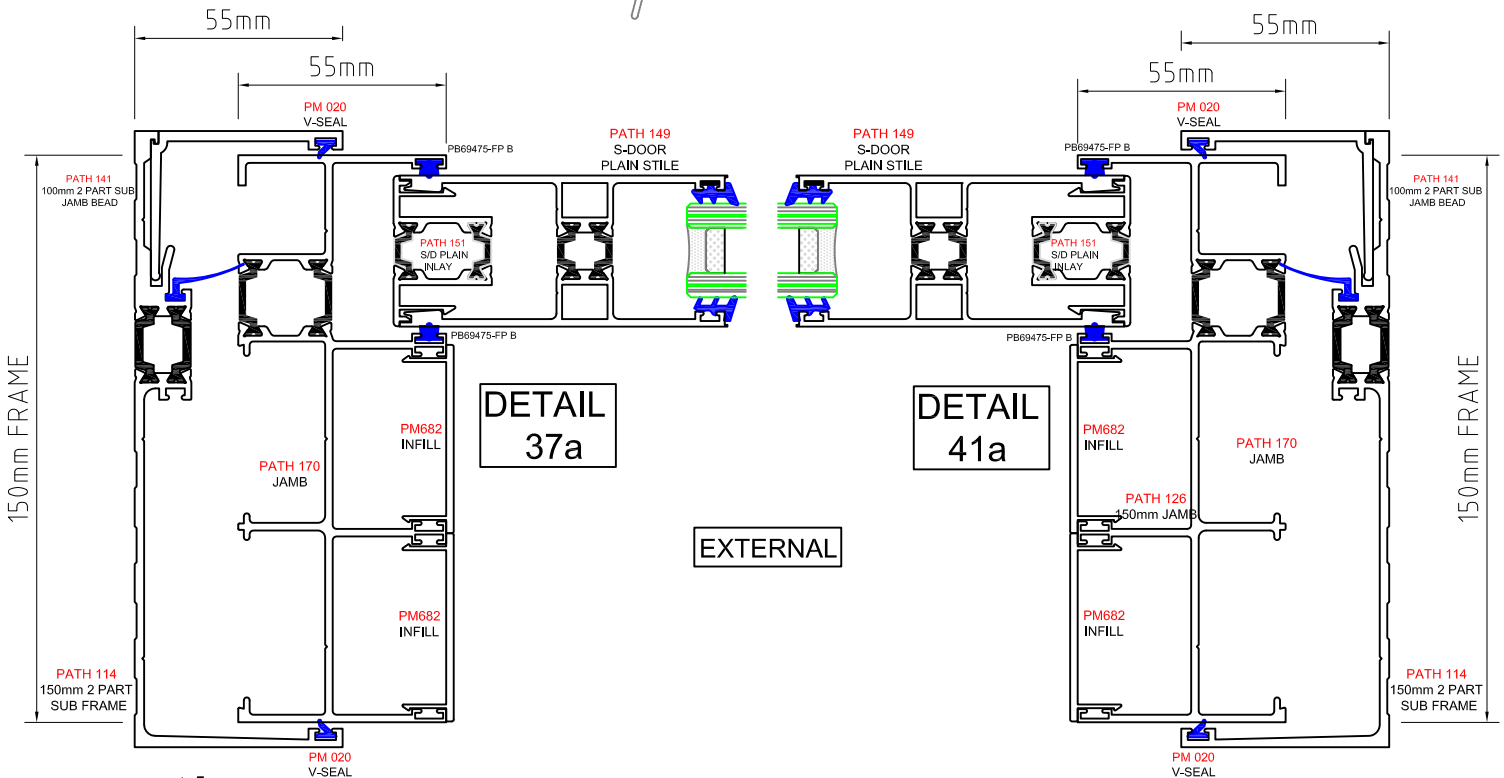 55mm
55mm
55mm
55mm
PM 020
V-SEAL
PATH 149
S-DOOR
PLAIN STILE
PATH 149
S-DOOR
PLAIN STILE
PM 020
V-SEAL
PB69475-FP B
PB69475-FP B
PATH 141
100mm 2 PART SUB
JAMB BEAD
PATH 141
100mm 2 PART SUB
JAMB BEAD
PATH 151
S/D PLAIN
INLAY
PATH 151
S/D PLAIN
INLAY
PB69475-FP B
PB69475-FP B
150mm FRAME
DETAIL
37a
DETAIL
41a
150mm FRAME
PM682
INFILL
PM682
INFILL
PATH 170
JAMB
PATH 170
JAMB
PATH 126
150mm JAMB
EXTERNAL
PM682
INFILL
PM682
INFILL
PATH 114
150mm 2 PART
SUB FRAME
PATH 114
150mm 2 PART
SUB FRAME
PM 020
V-SEAL
PM 020
V-SEAL